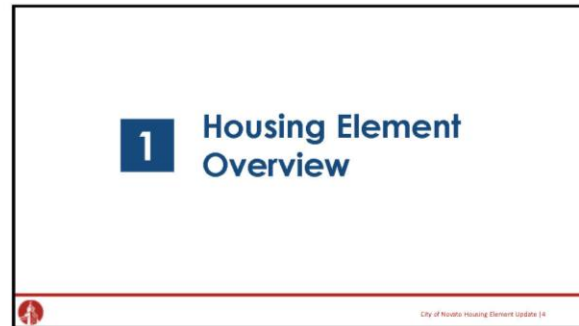 1
Housing Element
Overview
City of Novato Housing Element Update |4